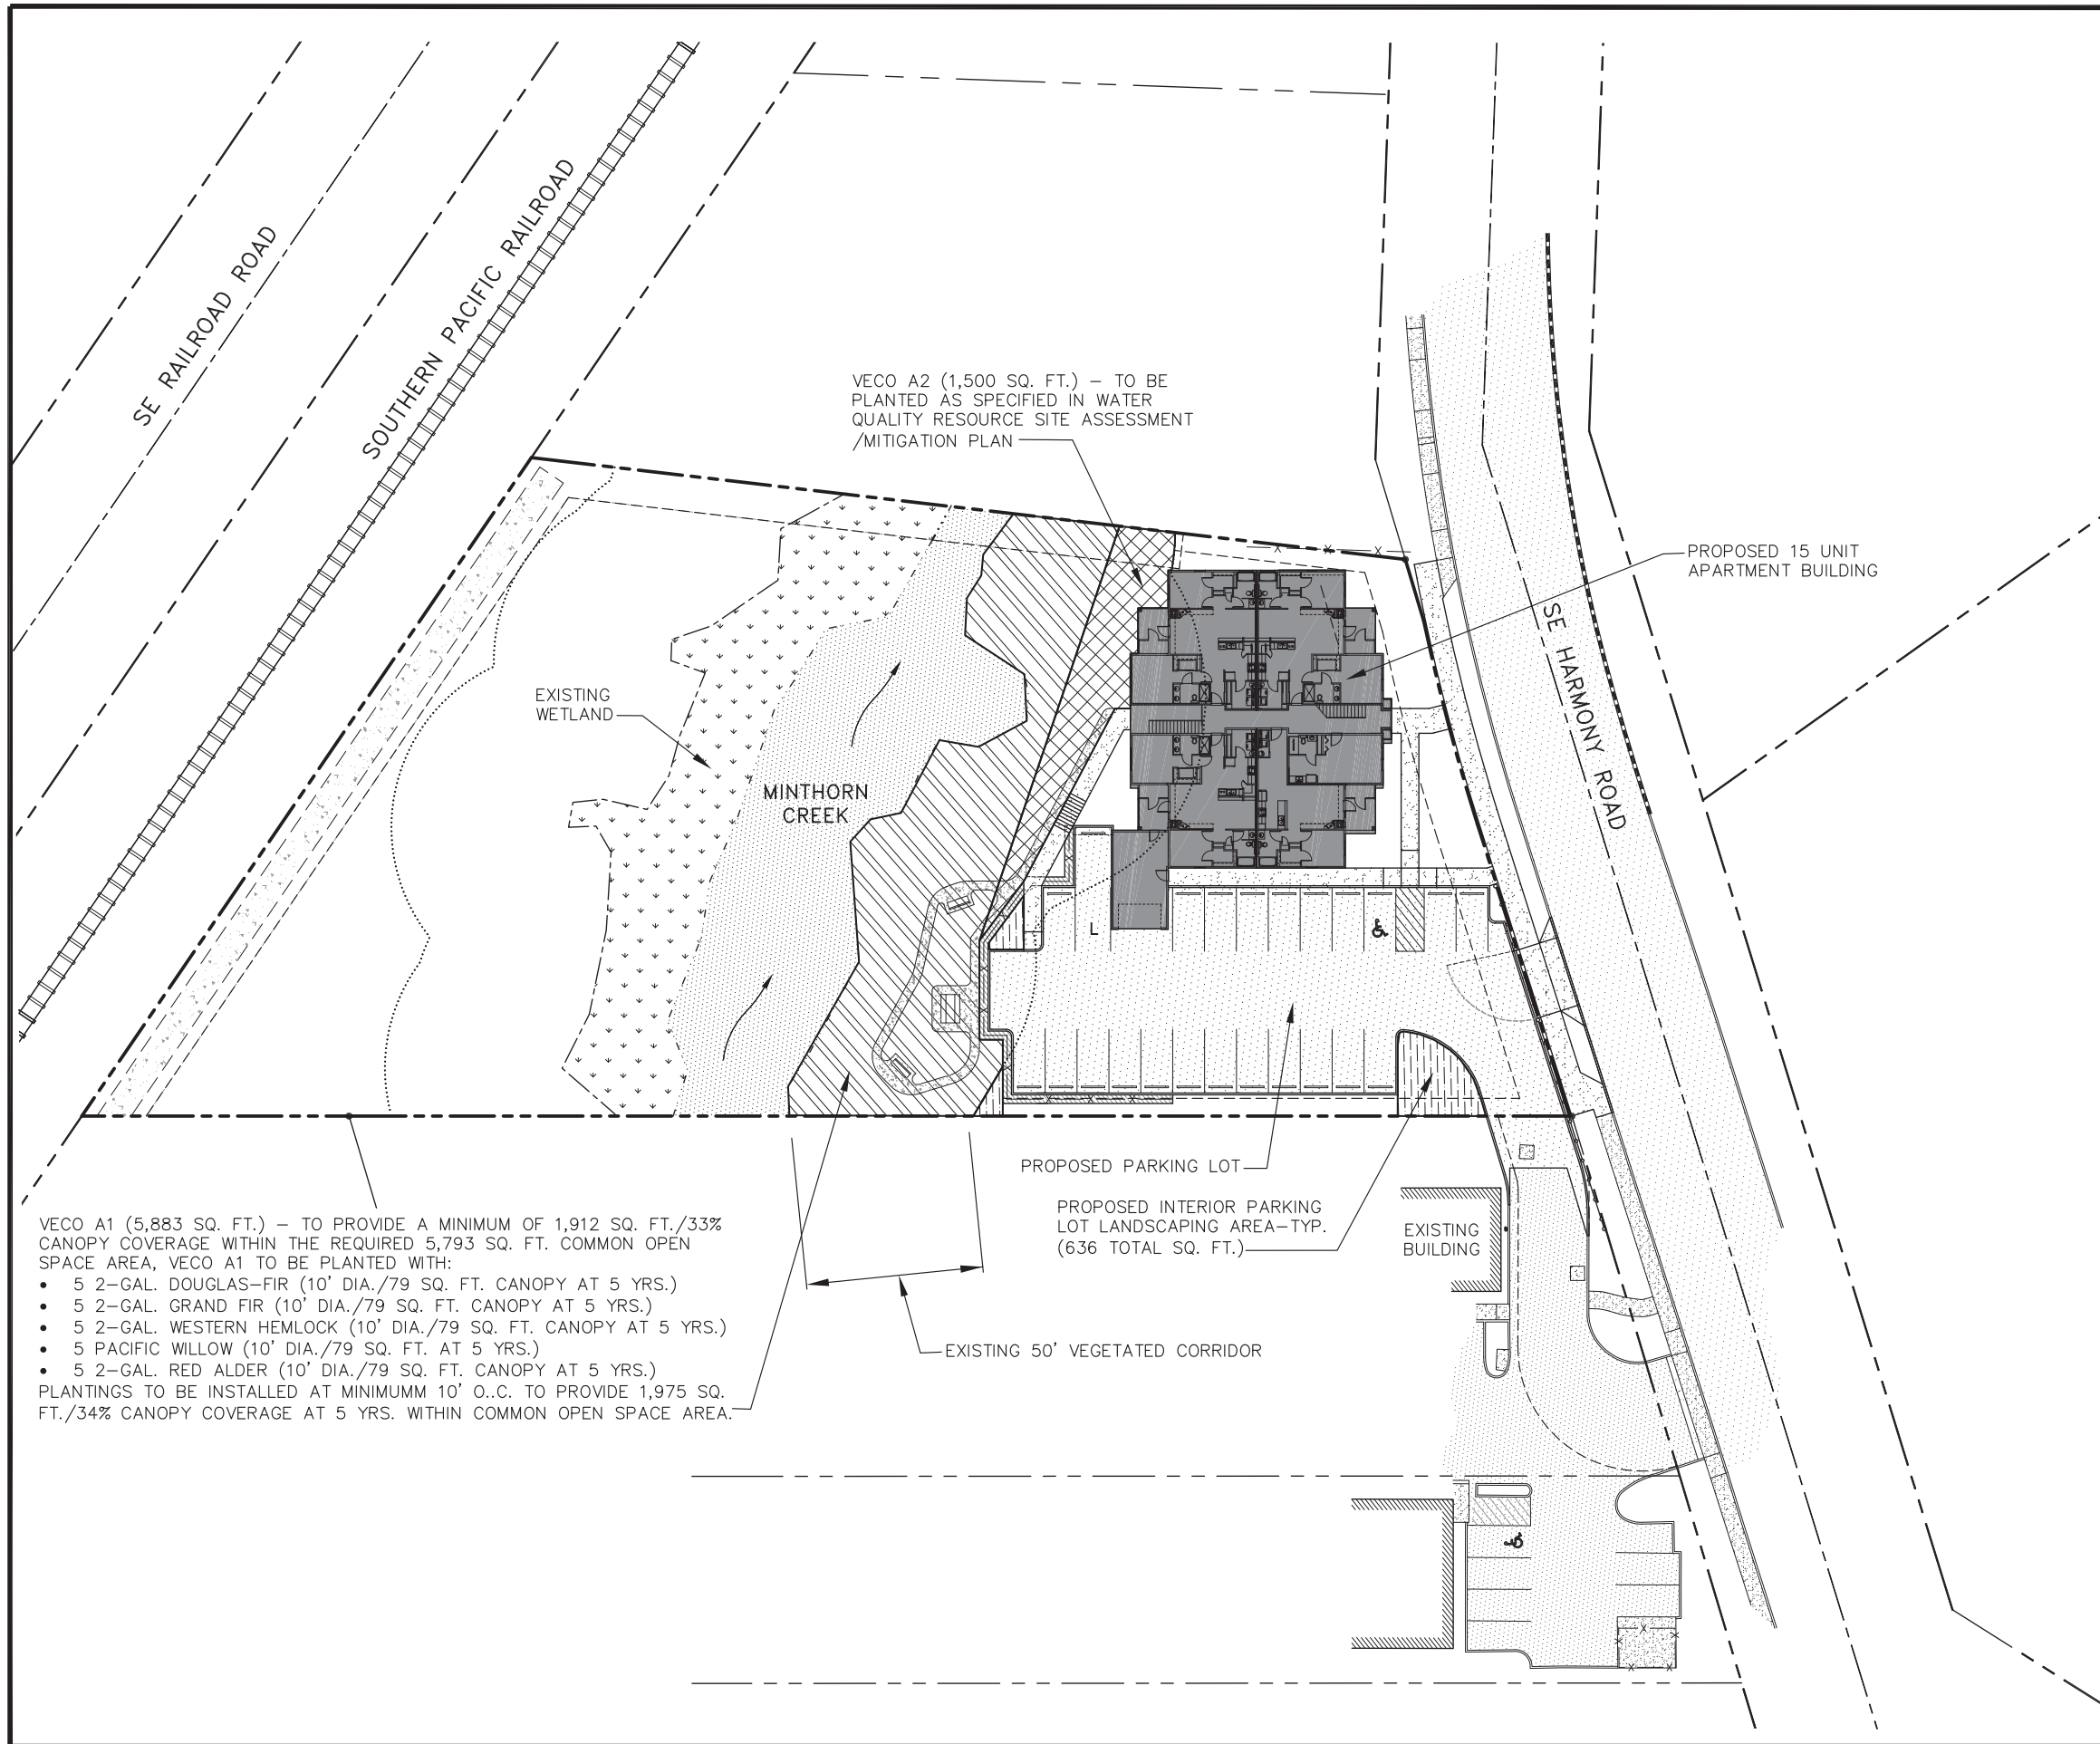 SE RAILROAD ROAD
SOUTHERN PACIFIC RAILROAD
VECO A2 (1,500 SQ. FT.) – TO BE
PLANTED AS SPECIFIED IN WATER
QUALITY RESOURCE SITE ASSESSMENT
/MITIGATION PLAN
PROPOSED 15 UNIT
APARTMENT BUILDING
SE HARMONY ROAD
EXISTING
WETLAND
MINTHORN
CREEK
L
PROPOSED PARKING LOT
PROPOSED INTERIOR PARKING
LOT LANDSCAPING AREA–TYP.
(636 TOTAL SQ. FT.)
EXISTING
BUILDING
VECO A1 (5,883 SQ. FT.) – TO PROVIDE A MINIMUM OF 1,912 SQ. FT./33%
CANOPY COVERAGE WITHIN THE REQUIRED 5,793 SQ. FT. COMMON OPEN
SPACE AREA, VECO A1 TO BE PLANTED WITH:
• 5 2–GAL. DOUGLAS–FIR (10' DIA./79 SQ. FT. CANOPY AT 5 YRS.)
• 5 2–GAL. GRAND FIR (10' DIA./79 SQ. FT. CANOPY AT 5 YRS.)
• 5 2–GAL. WESTERN HEMLOCK (10' DIA./79 SQ. FT. CANOPY AT 5 YRS.)
• 5 PACIFIC WILLOW (10' DIA./79 SQ. FT. AT 5 YRS.)
• 5 2–GAL. RED ALDER (10' DIA./79 SQ. FT. CANOPY AT 5 YRS.)
PLANTINGS TO BE INSTALLED AT MINIMUMM 10' O..C. TO PROVIDE 1,975 SQ.
FT./34% CANOPY COVERAGE AT 5 YRS. WITHIN COMMON OPEN SPACE AREA.
EXISTING 50' VEGETATED CORRIDOR